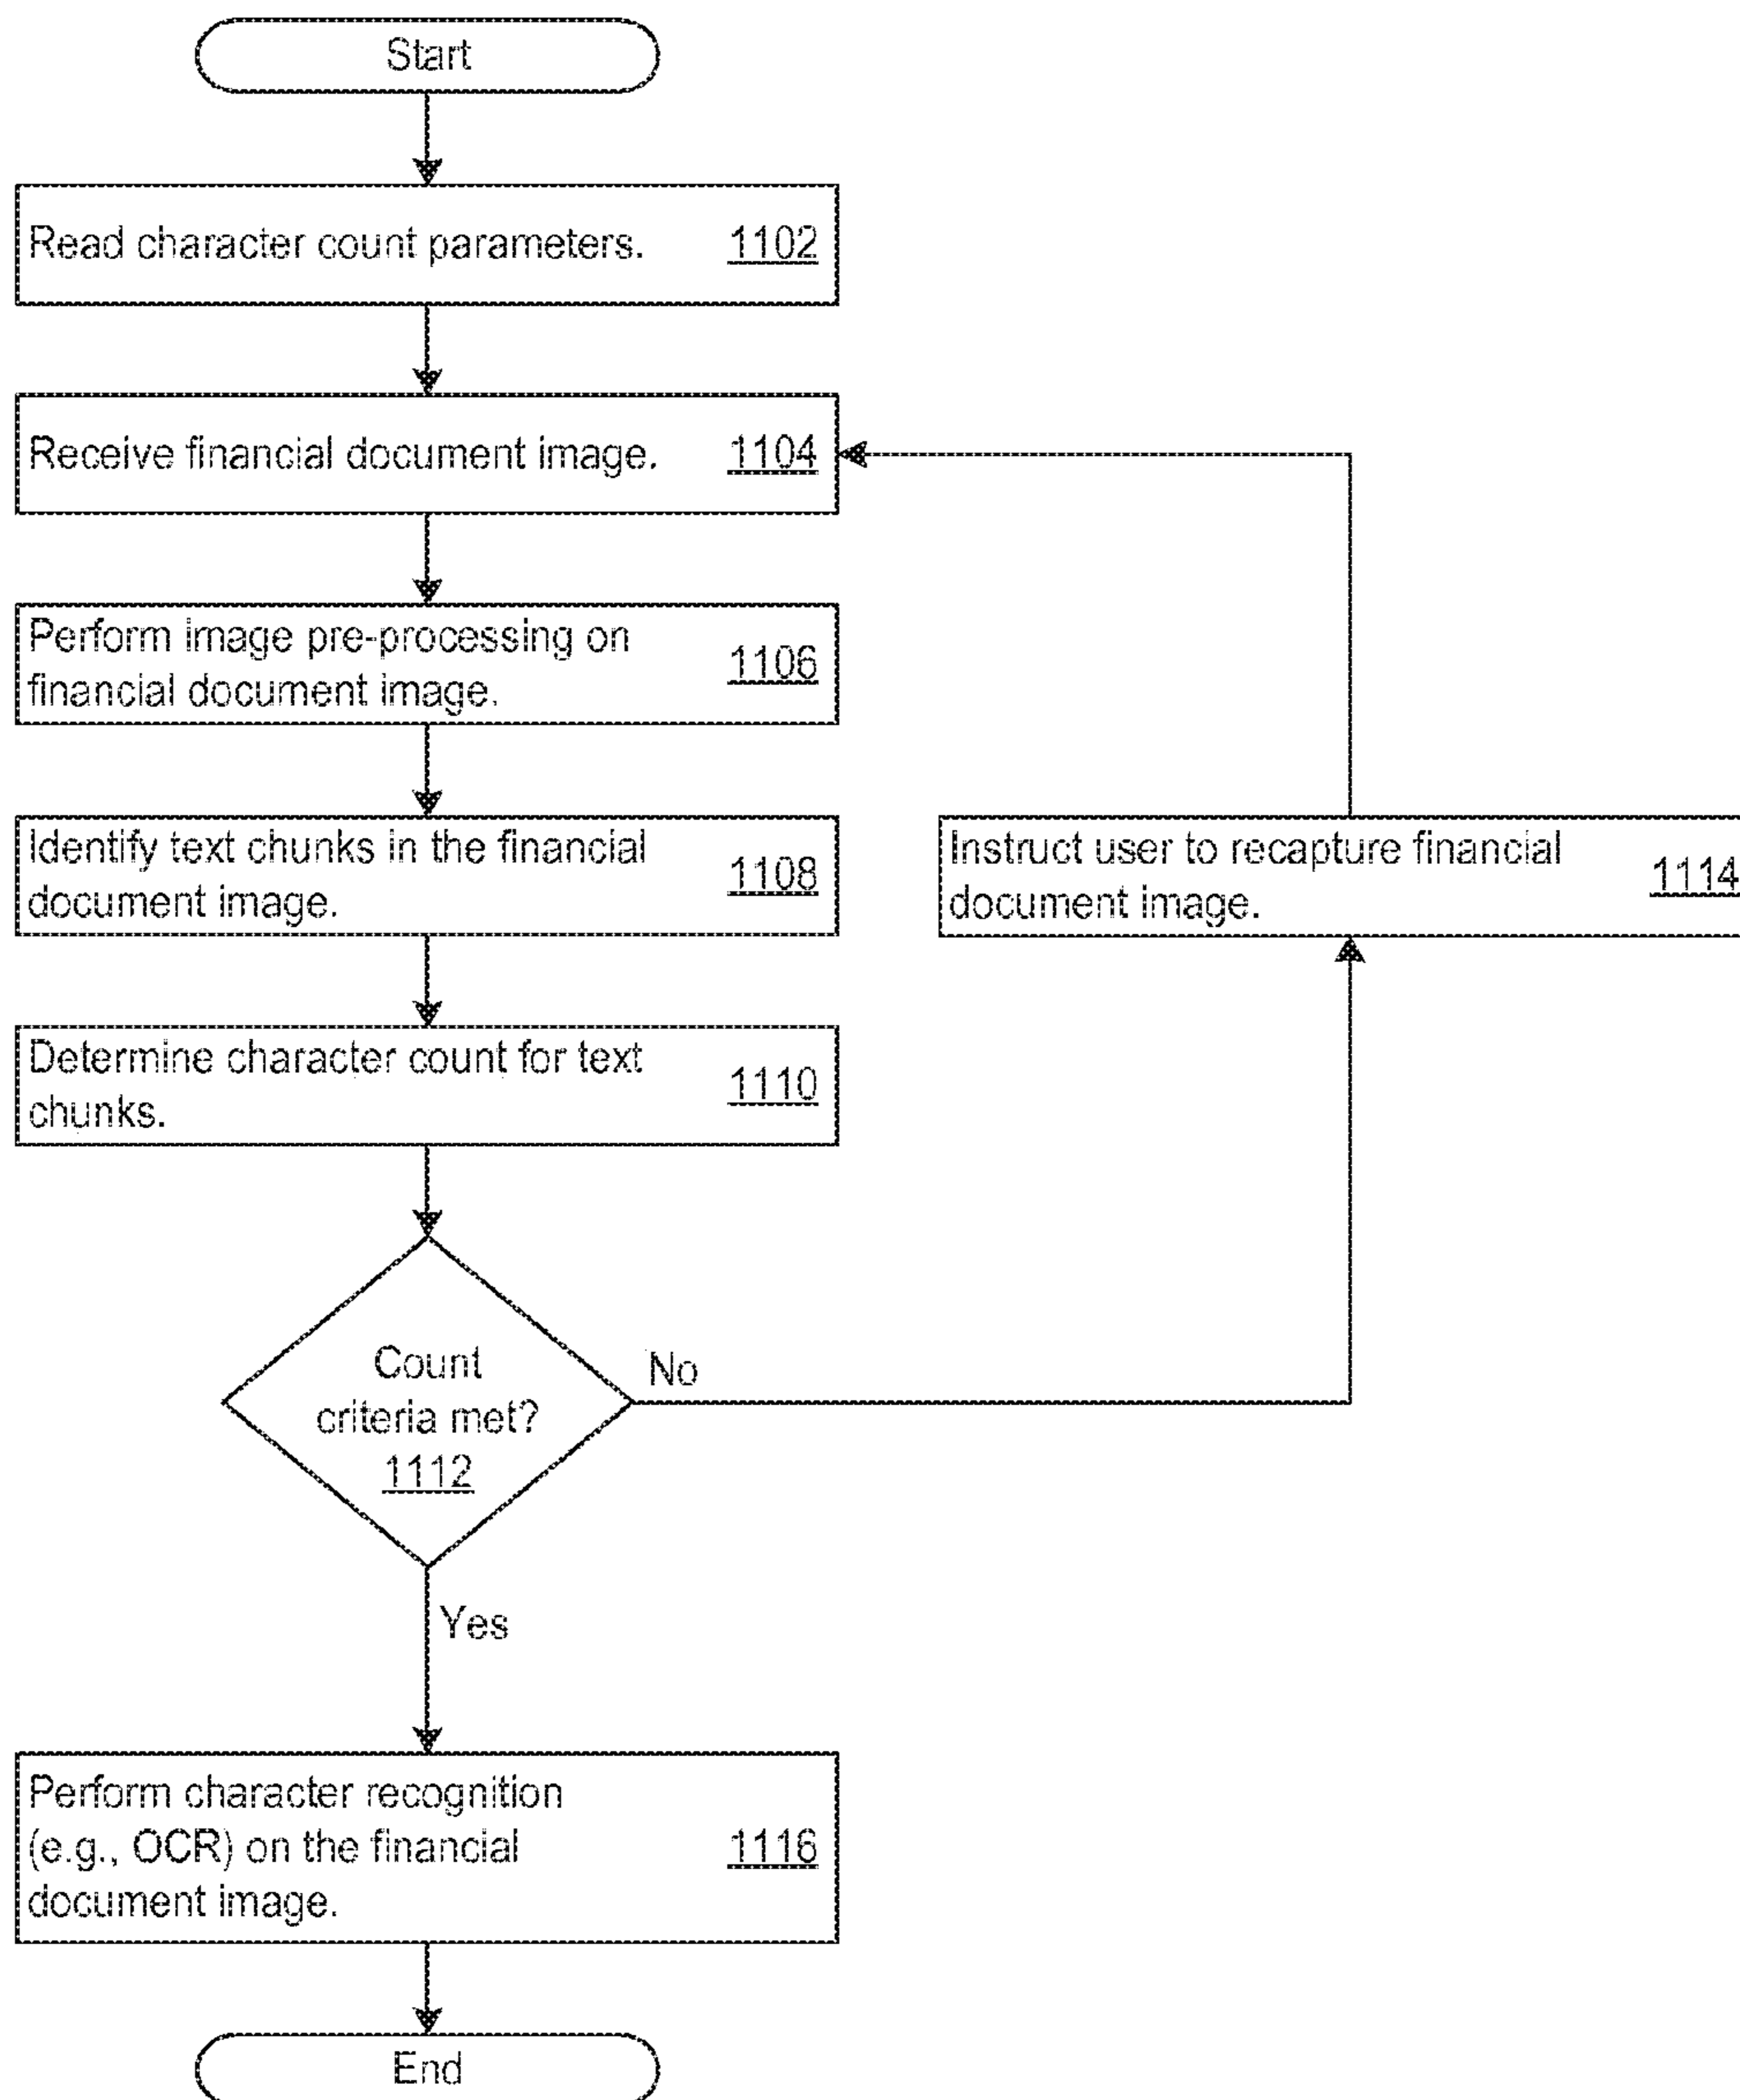 Start
Read character count parameters. 1102
Receive financial document image. 1104
Perform image pre-processing on
financial document image. 1106
Identify text chunks in the financial
document image. 1108
Instruct user to recapture financial
document image. 1114
Determine character count for text
chunks. 1110
Count
criteria met?
1112
No
Yes
Perform character recognition
(e.g., OCR) on the financial 1116
document image.
End